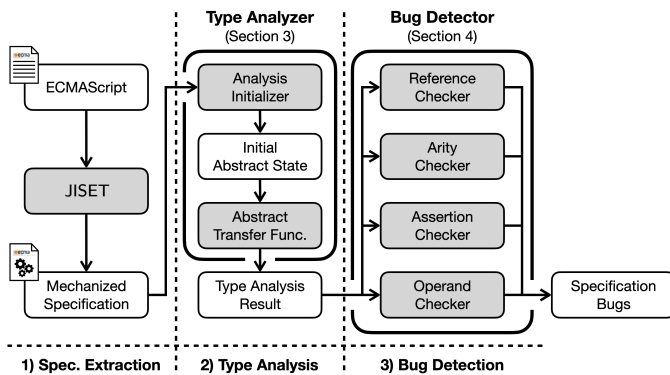 Type Analyzer
(Section 3)
Bug Detector
(Section 4)
ecma
ECMAScript
JISET
ecma
Mechanized
Specification
Analysis
Initializer
Initial
Abstract State
Abstract
Transfer Func.
Type Analysis
Result
Reference
Checker
Arity
Checker
Assertion
Checker
Operand
Checker
Specification
Bugs
1) Spec. Extraction
2) Type Analysis
3) Bug Detection